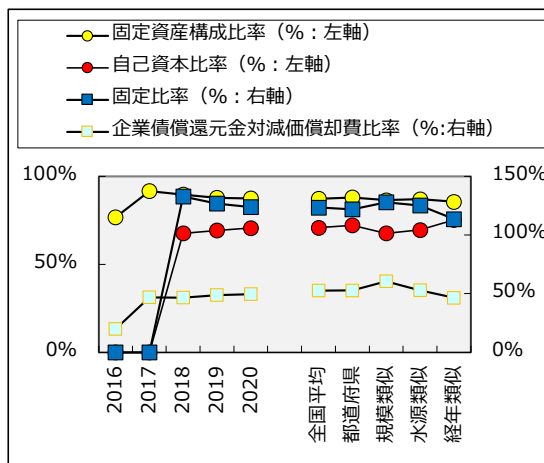 固定資産構成比率（%：左軸）
自己資本比率（%：左軸）
固定比率（%：右軸）
企業債償還元金対減価償却費比率（%:右軸）
100%
50%
0%
150%
100%
50%
0%
2016
2017
2018
2019
2020
全国平均
都道府県
規模類似
水源類似
経年類似